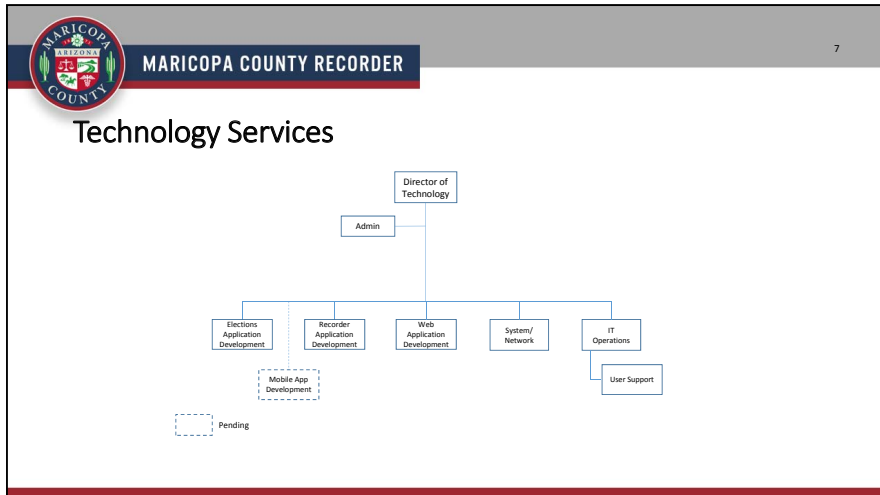 MARICOPA
ARIZONA
COUNTY
MARICOPA COUNTY RECORDER
7
Technology Services
Director of
Technology
Admin
Elections
Application
Development
Recorder
Application
Development
Web
Application
Development
System/
Network
IT
Operations
Mobile App
Development
User Support
Pending